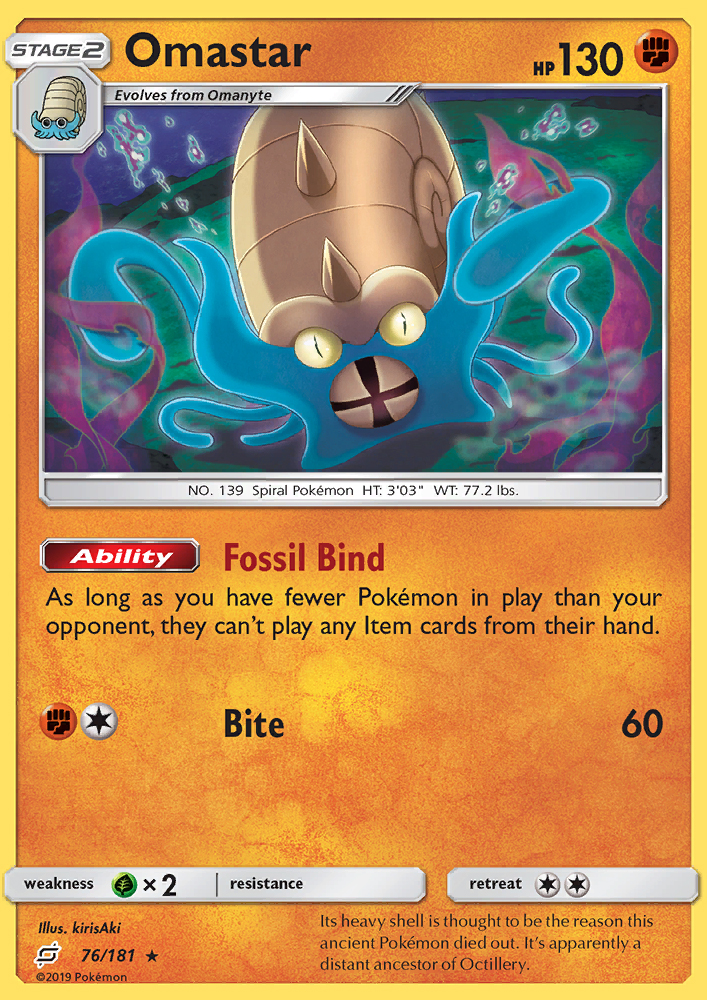 STAGE2
Omastar
HP 130
Evolves from Omanyte
NO. 139 Spiral Pokémon HT: 3'03" WT: 77.2 lbs.
Ability Fossil Bind
As long as you have fewer Pokémon in play than your
opponent, they can't play any Item cards from their hand.
Bite 60
weakness ×2 resistance retreat
Illus. kirisAki
76/181 ★
©2019 Pokémon
Its heavy shell is thought to be the reason this
ancient Pokémon died out. It's apparently a
distant ancestor of Octillery.